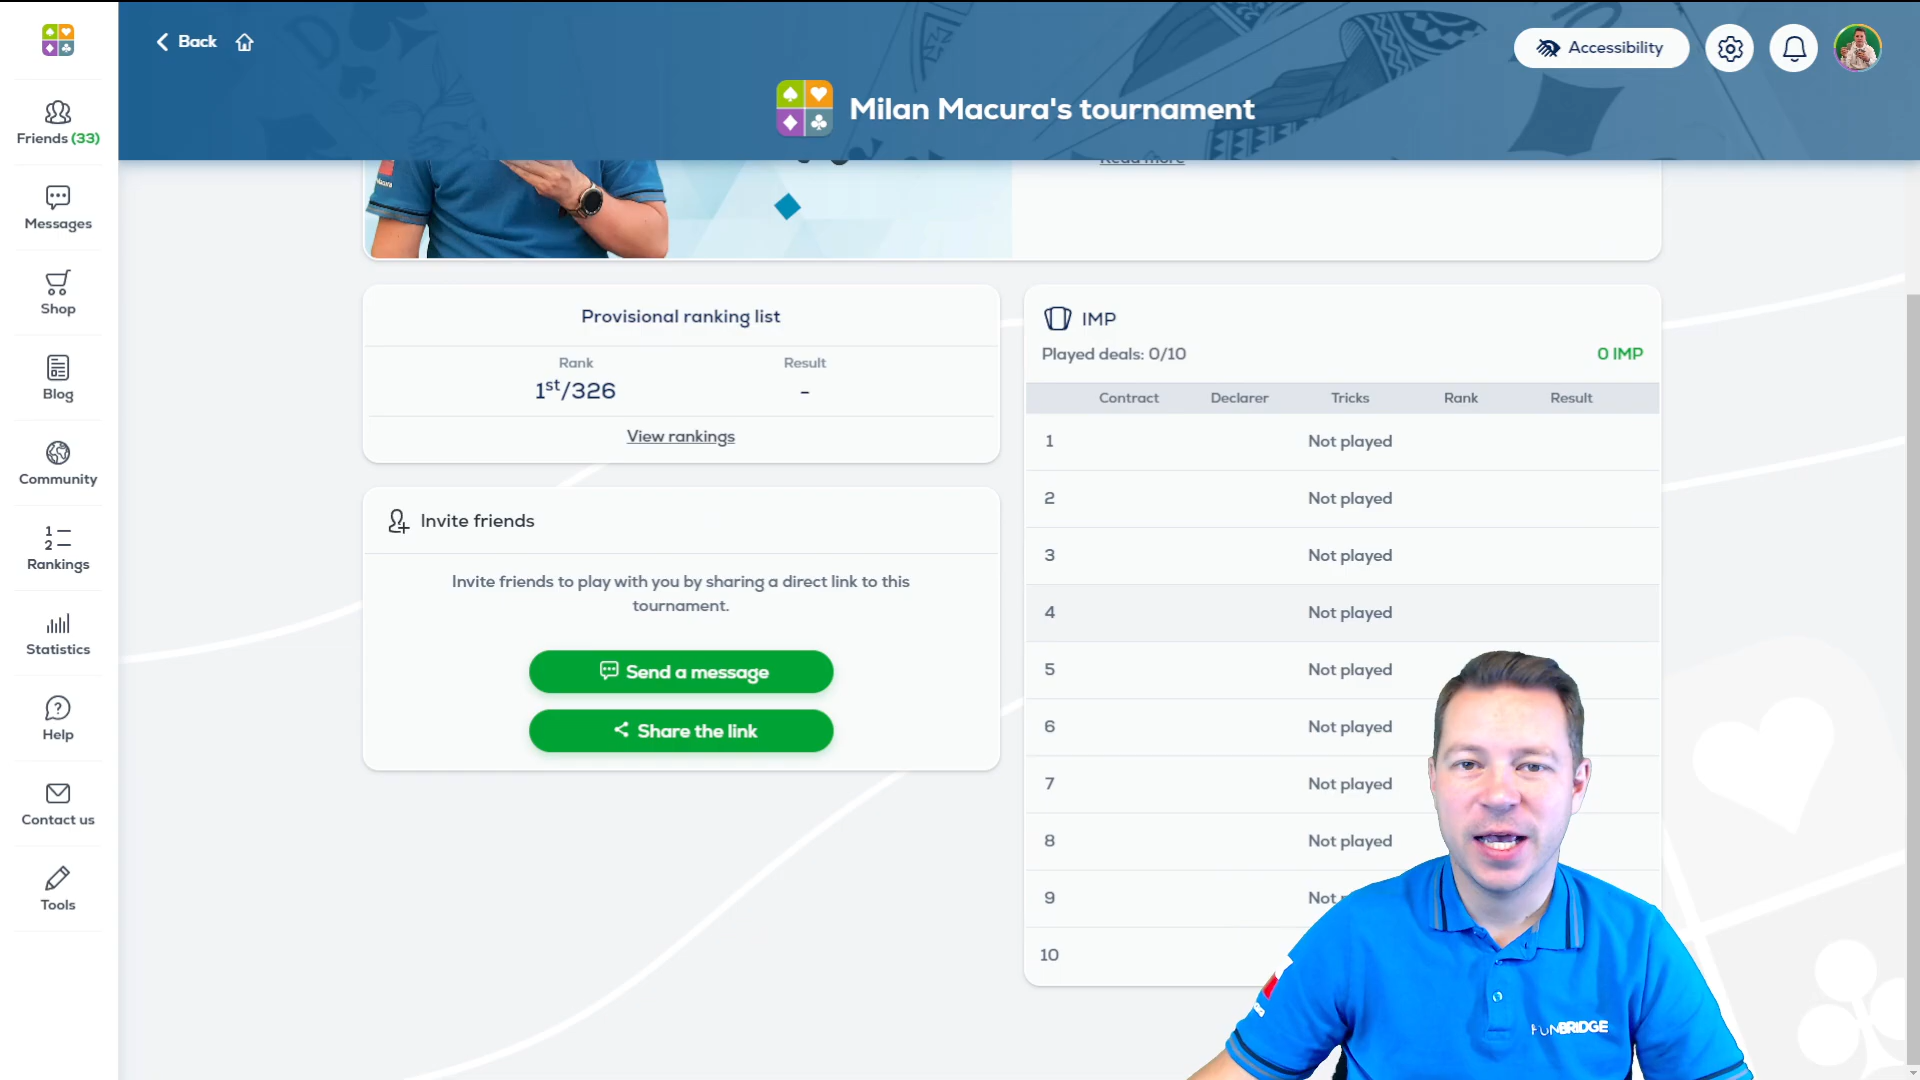 Back
Accessibility
Milan Macura's tournament
Friends (33)
Messages
Shop
Blog
Community
1
2
Rankings
Statistics
Help
Contact us
Tools
Read more
Provisional ranking list
Rank Result
1st/326 -
View rankings
Invite friends
Invite friends to play with you by sharing a direct link to this
tournament.
Send a message
Share the link
IMP
Played deals: 0/10 0 IMP
Contract Declarer Tricks Rank Result
1 Not played
2 Not played
3 Not played
4 Not played
5 Not played
6 Not played
7 Not played
8 Not played
9 Not
10
FUNBRIDGE